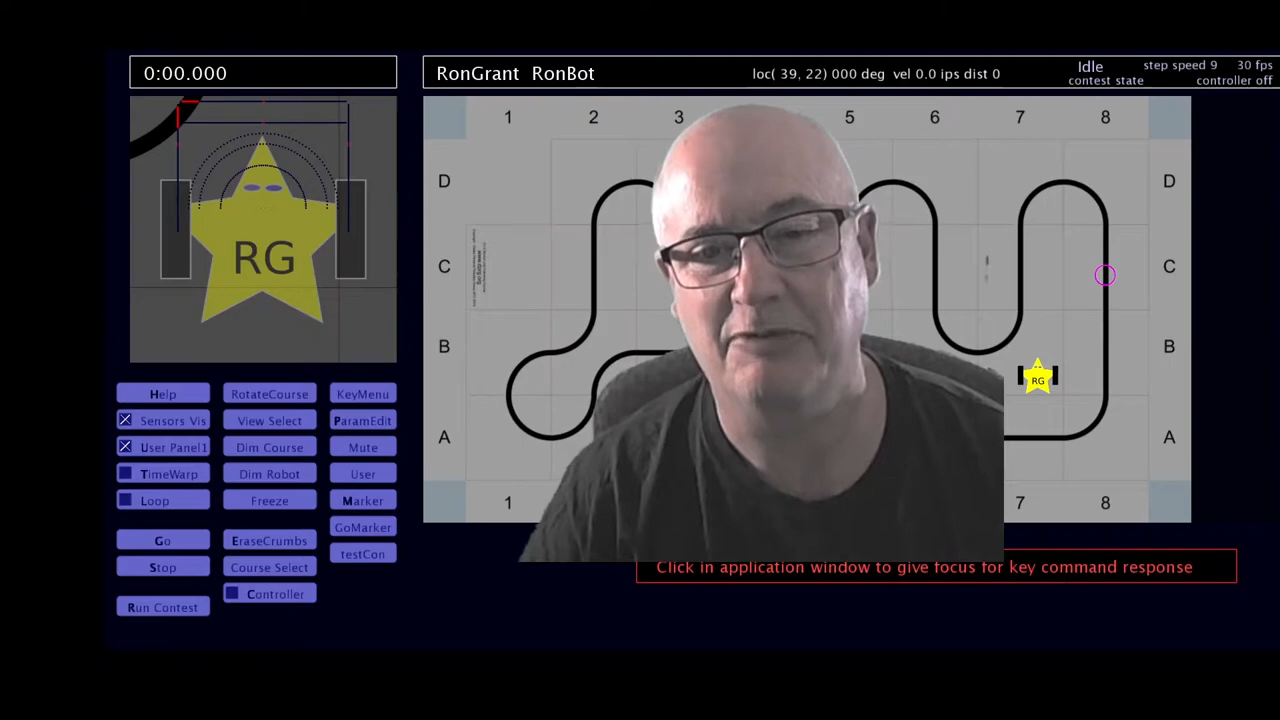 0:00.000
RonGrant RonBot
loc( 39, 22) 000 deg vel 0.0 ips dist 0
Idle
step speed 9
30 fps
contest state
controller off
1 2 3 5 6 7 8
D
D
C
C
B
B
A
A
1 7 8
RG
RG
Help
RotateCourse
KeyMenu
Sensors Vis
View Select
ParamEdit
User Panel1
Dim Course
Mute
TimeWarp
Dim Robot
User
Loop
Freeze
Marker
GoMarker
Go
EraseCrumbs
testCon
Stop
Course Select
Controller
Run Contest
Click in application window to give focus for key command response